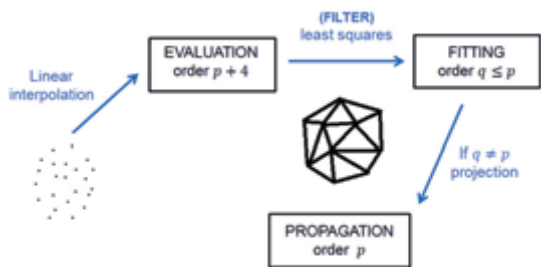 (FILTER)
least squares
EVALUATION
order p + 4
FITTING
order q ≤ p
Linear
interpolation
If q ≠ p
projection
PROPAGATION
order p